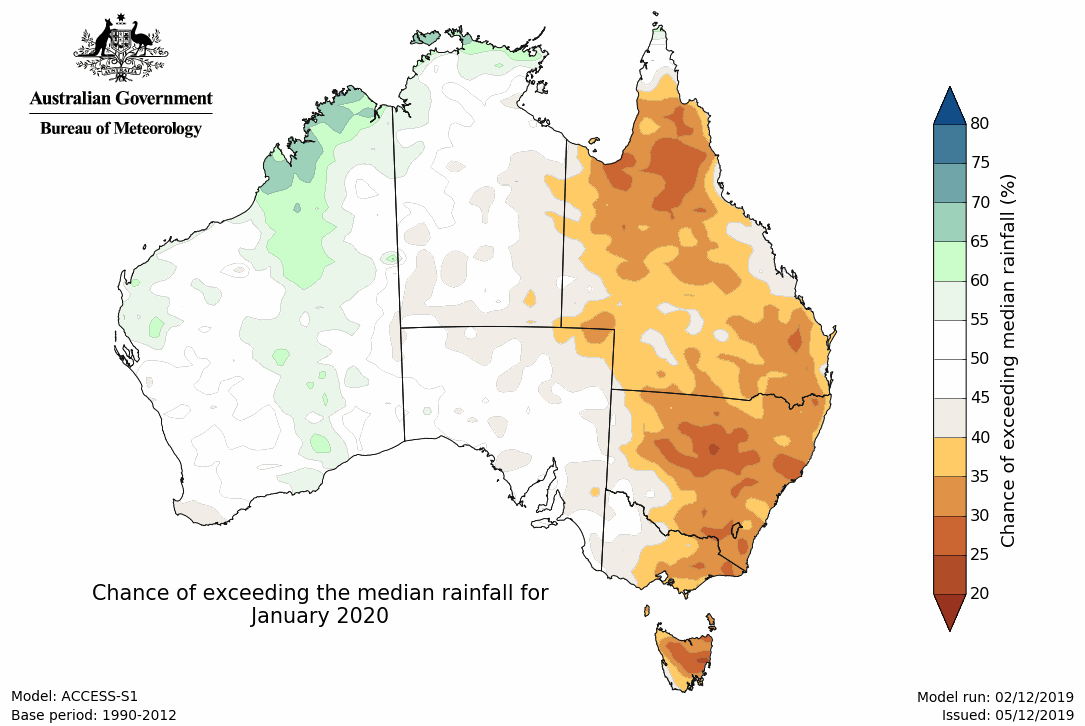 Australian Government
Bureau of Meteorology
80
75
70
65
60
55
50
45
40
35
30
25
20
Chance of exceeding median rainfall (%)
Chance of exceeding the median rainfall for
January 2020
Model: ACCESS-S1
Base period: 1990-2012
Model run: 02/12/2019
Issued: 05/12/2019